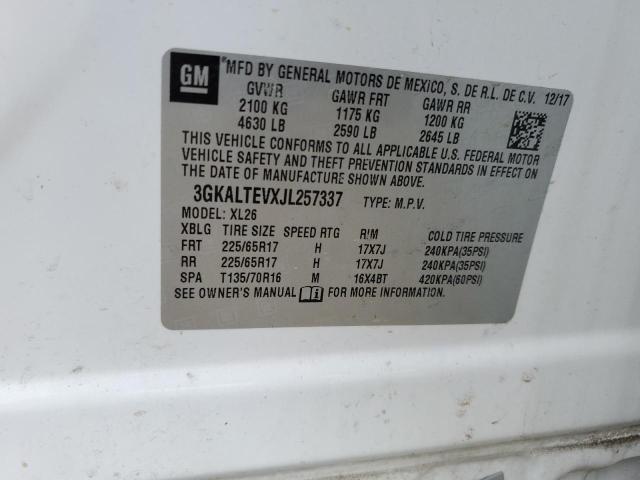 GM
MFD BY GENERAL MOTORS DE MEXICO, S. DE R.L. DE C.V. 12/17
GVWR GAWR FRT GAWR RR
2100 KG 1175 KG 1200 KG
4630 LB 2590 LB 2645 LB
THIS VEHICLE CONFORMS TO ALL APPLICABLE U.S. FEDERAL MOTOR
VEHICLE SAFETY AND THEFT PREVENTION STANDARDS IN EFFECT ON
THE DATE OF MANUFACTURE SHOWN ABOVE.
3GKALTEVXJL257337 TYPE: M.P.V.
MODEL: XL26
XBLG TIRE SIZE SPEED RTG RIM COLD TIRE PRESSURE
FRT 225/65R17 H 17X7J 240KPA(35PSI)
RR 225/65R17 H 17X7J 240KPA(35PSI)
SPA T135/70R16 M 16X4BT 420KPA(60PSI)
SEE OWNER'S MANUAL FOR MORE INFORMATION.